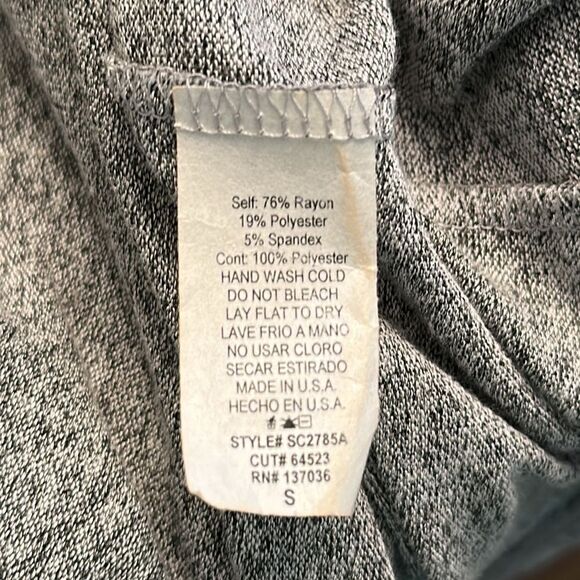 Self: 76% Rayon
19% Polyester
5% Spandex
Cont: 100% Polyester
HAND WASH COLD
DO NOT BLEACH
LAY FLAT TO DRY
LAVE FRIO A MANO
NO USAR CLORO
SECAR ESTIRADO
MADE IN U.S.A.
HECHO EN U.S.A.
STYLE# SC2785A
CUT# 64523
RN# 137036
S